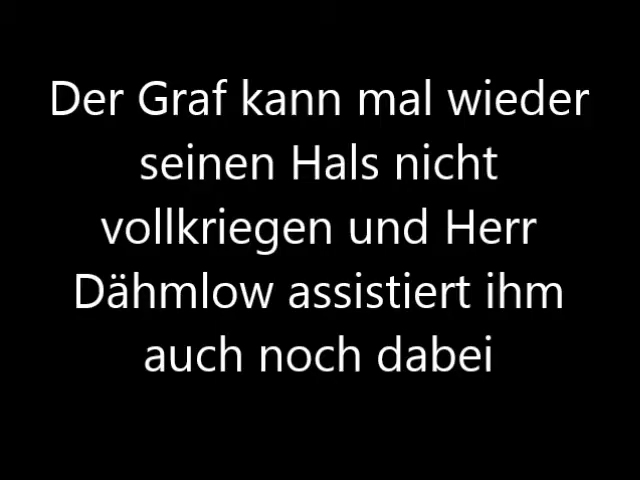 Der Graf kann mal wieder
seinen Hals nicht
vollkriegen und Herr
Dähmlow assistiert ihm
auch noch dabei